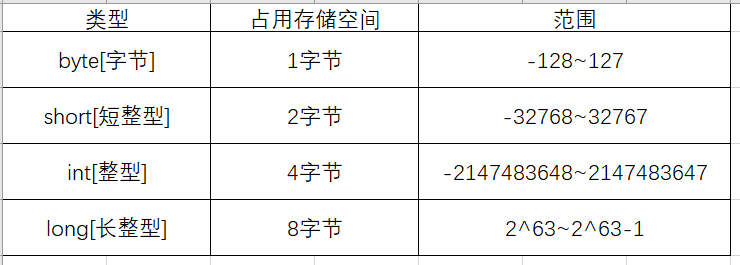 类型 占用存储空间 范围
byte[字节] 1字节 -128~127
short[短整型] 2字节 -32768~32767
int[整型] 4字节 -2147483648~2147483647
long[长整型] 8字节 2^63~2^63-1